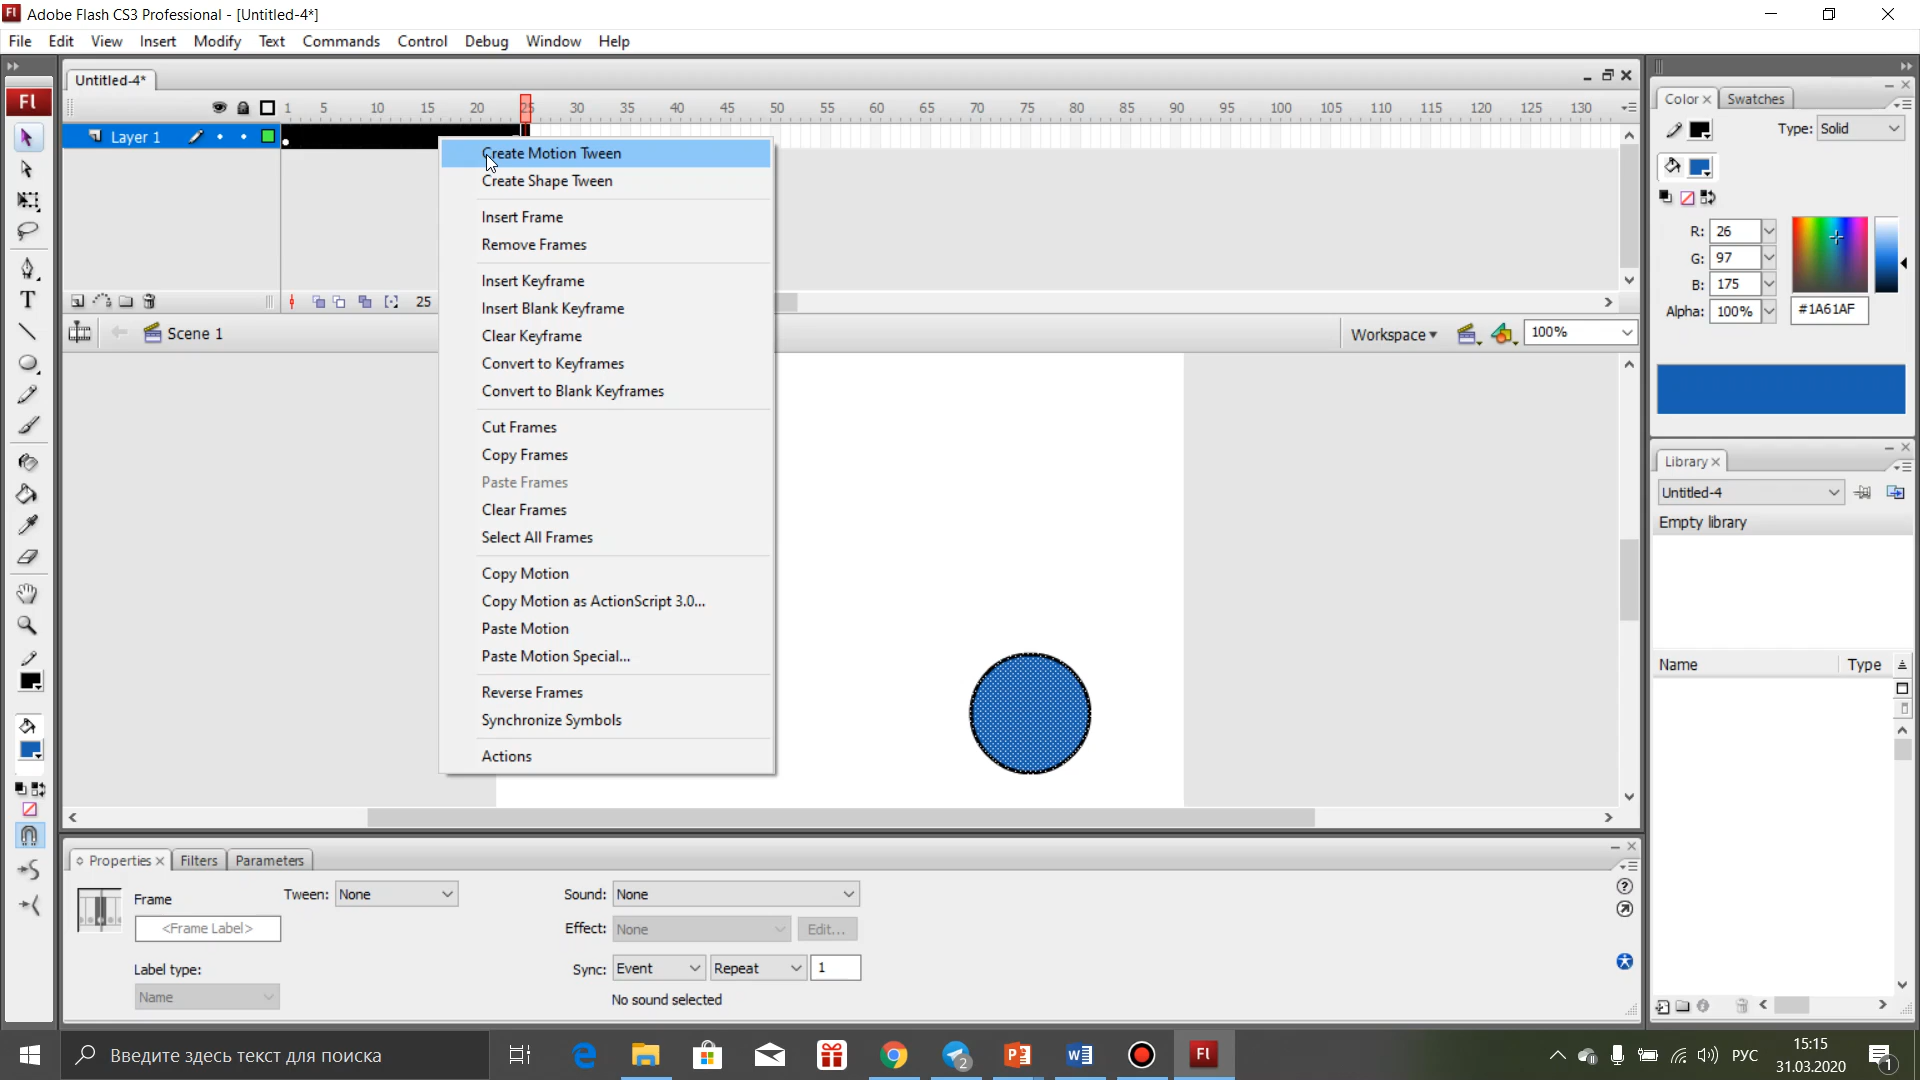 Fl Adobe Flash CS3 Professional - [Untitled-4*]
File Edit View Insert Modify Text Commands Control Debug Window Help
Untitled-4*
Fl
1 5 10 15 20 25 30 35 40 45 50 55 60 65 70 75 80 85 90 95 100 105 110 115 120 125 130
Layer 1
25
Scene 1
Workspace
100%
Create Motion Tween
Create Shape Tween
Insert Frame
Remove Frames
Insert Keyframe
Insert Blank Keyframe
Clear Keyframe
Convert to Keyframes
Convert to Blank Keyframes
Cut Frames
Copy Frames
Paste Frames
Clear Frames
Select All Frames
Copy Motion
Copy Motion as ActionScript 3.0...
Paste Motion
Paste Motion Special...
Reverse Frames
Synchronize Symbols
Actions
Color Swatches
Type: Solid
R: 26
G: 97
B: 175
Alpha: 100% #1A61AF
Library
Untitled-4
Empty library
Name Type
Properties Filters Parameters
Frame Tween: None Sound: None
<Frame Label> Effect: None Edit...
Label type: Sync: Event Repeat 1
Name
No sound selected
Введите здесь текст для поиска
2
Fl
РУС
15:15
31.03.2020
1